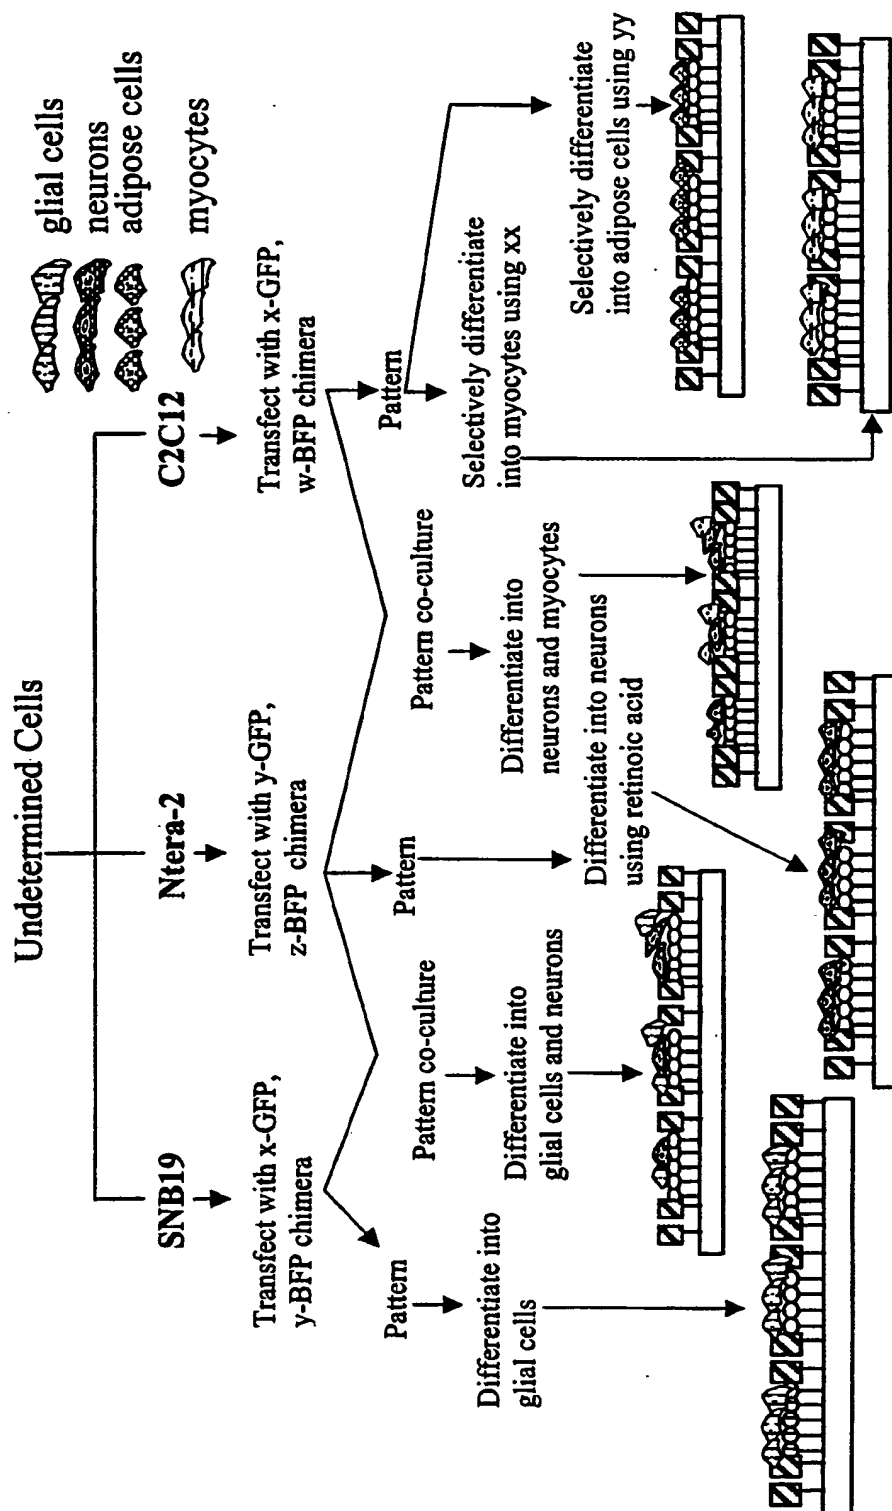 Undetermined Cells
glial cells
neurons
adipose cells
myocytes
SNB19
Ntera-2
C2C12
Transfect with x-GFP,
y-BFP chimera
Transfect with y-GFP,
z-BFP chimera
Transfect with x-GFP,
w-BFP chimera
Pattern
Pattern co-culture
Pattern
Pattern co-culture
Pattern
Differentiate into
glial cells
Differentiate into
glial cells and neurons
Differentiate into neurons
using retinoic acid
Differentiate into
neurons and myocytes
Selectively differentiate
into myocytes using xx
Selectively differentiate
into adipose cells using yy